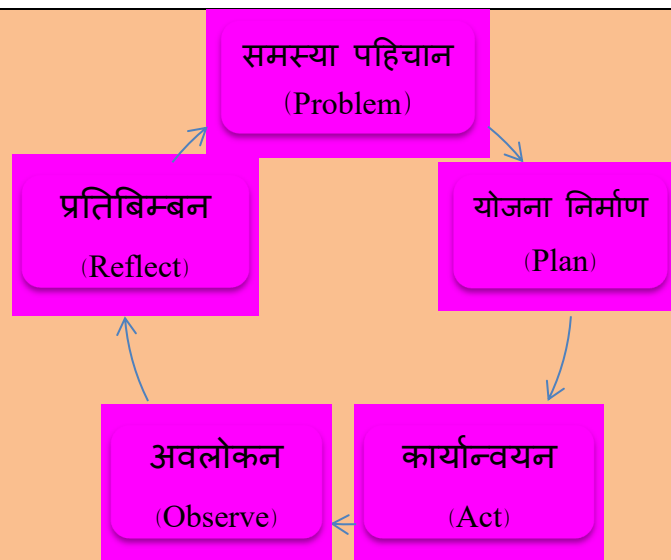 समस्या पहिचान
(Problem)
योजना निर्माण
(Plan)
कार्यान्वयन
(Act)
अवलोकन
(Observe)
प्रतिबिम्बन
(Reflect)